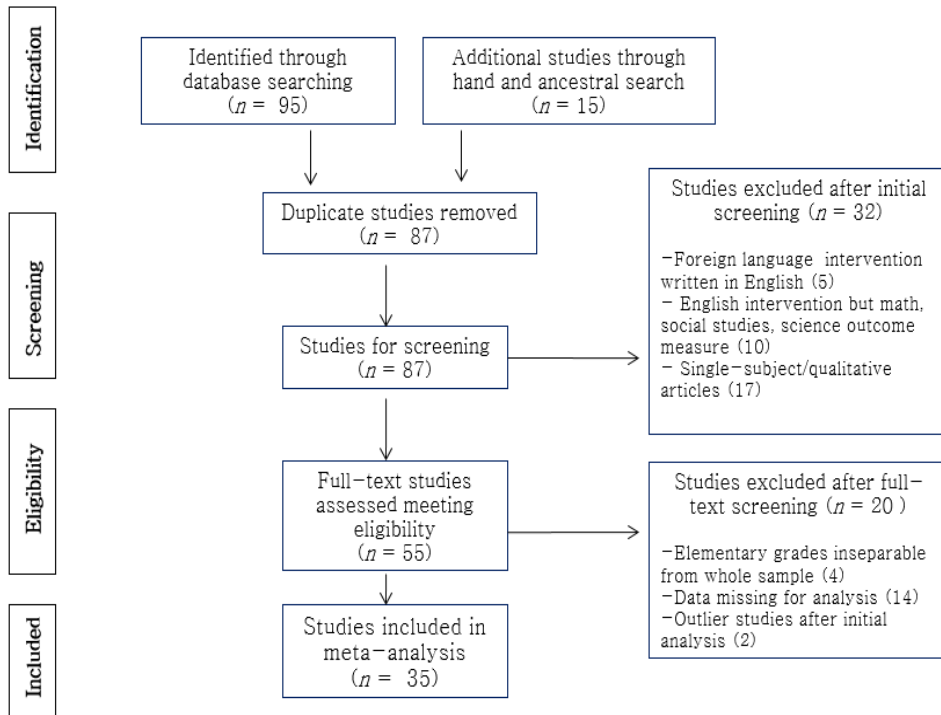 Identification
Identified through
database searching
(n = 95)
Additional studies through
hand and ancestral search
(n = 15)
Duplicate studies removed
(n = 87)
Screening
Studies for screening
(n = 87)
Studies excluded after initial
screening (n = 32)
-Foreign language intervention
written in English (5)
- English intervention but math,
social studies, science outcome
measure (10)
- Single-subject/qualitative
articles (17)
Eligibility
Full-text studies
assessed meeting
eligibility
(n = 55)
Studies excluded after full-
text screening (n = 20 )
-Elementary grades inseparable
from whole sample (4)
-Data missing for analysis (14)
-Outlier studies after initial
analysis (2)
Included
Studies included in
meta-analysis
(n = 35)